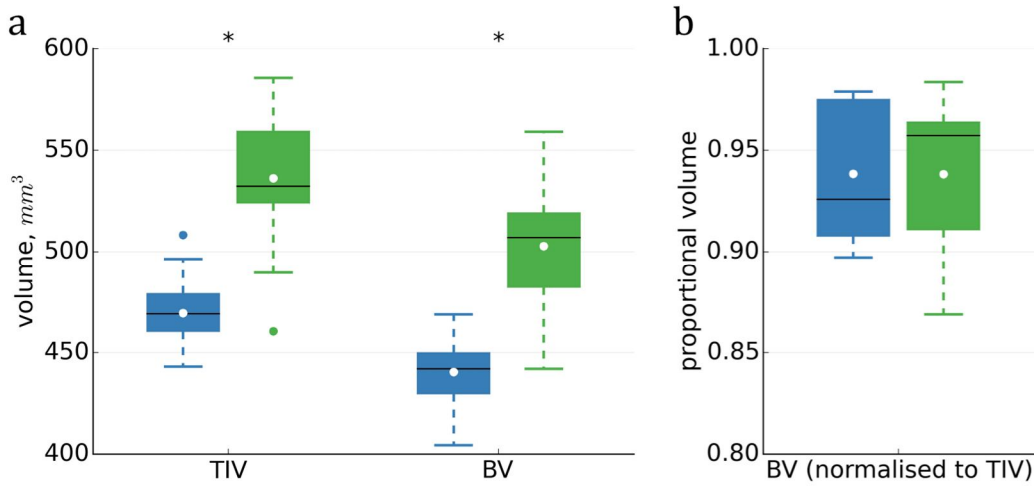 a
*
*
600
550
500
450
400
volume, mm³
TIV
BV
b
1.00
0.95
0.90
0.85
0.80
proportional volume
BV (normalised to TIV)